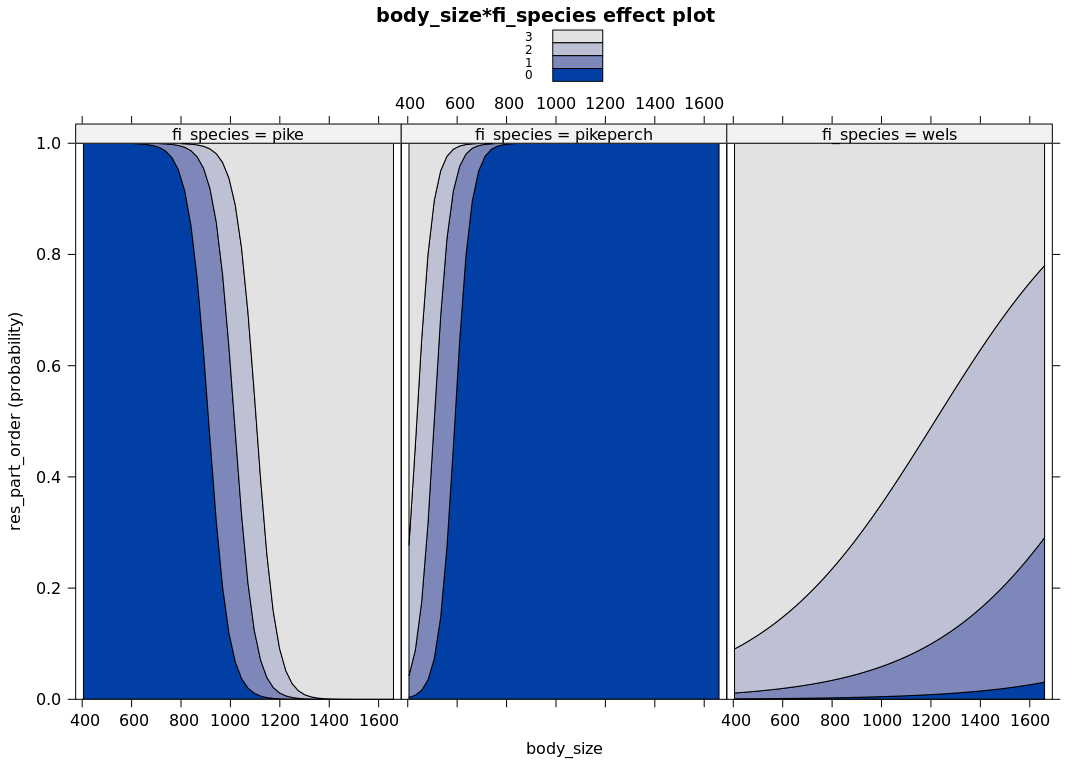 body_size*fi_species effect plot
3
2
1
0
400 600 800 1000 1200 1400 1600
fi_species = pike fi_species = pikeperch fi_species = wels
1.0
0.8
0.6
0.4
0.2
0.0
res_part_order (probability)
400 600 800 1000 1200 1400 1600 400 600 800 1000 1200 1400 1600
body_size